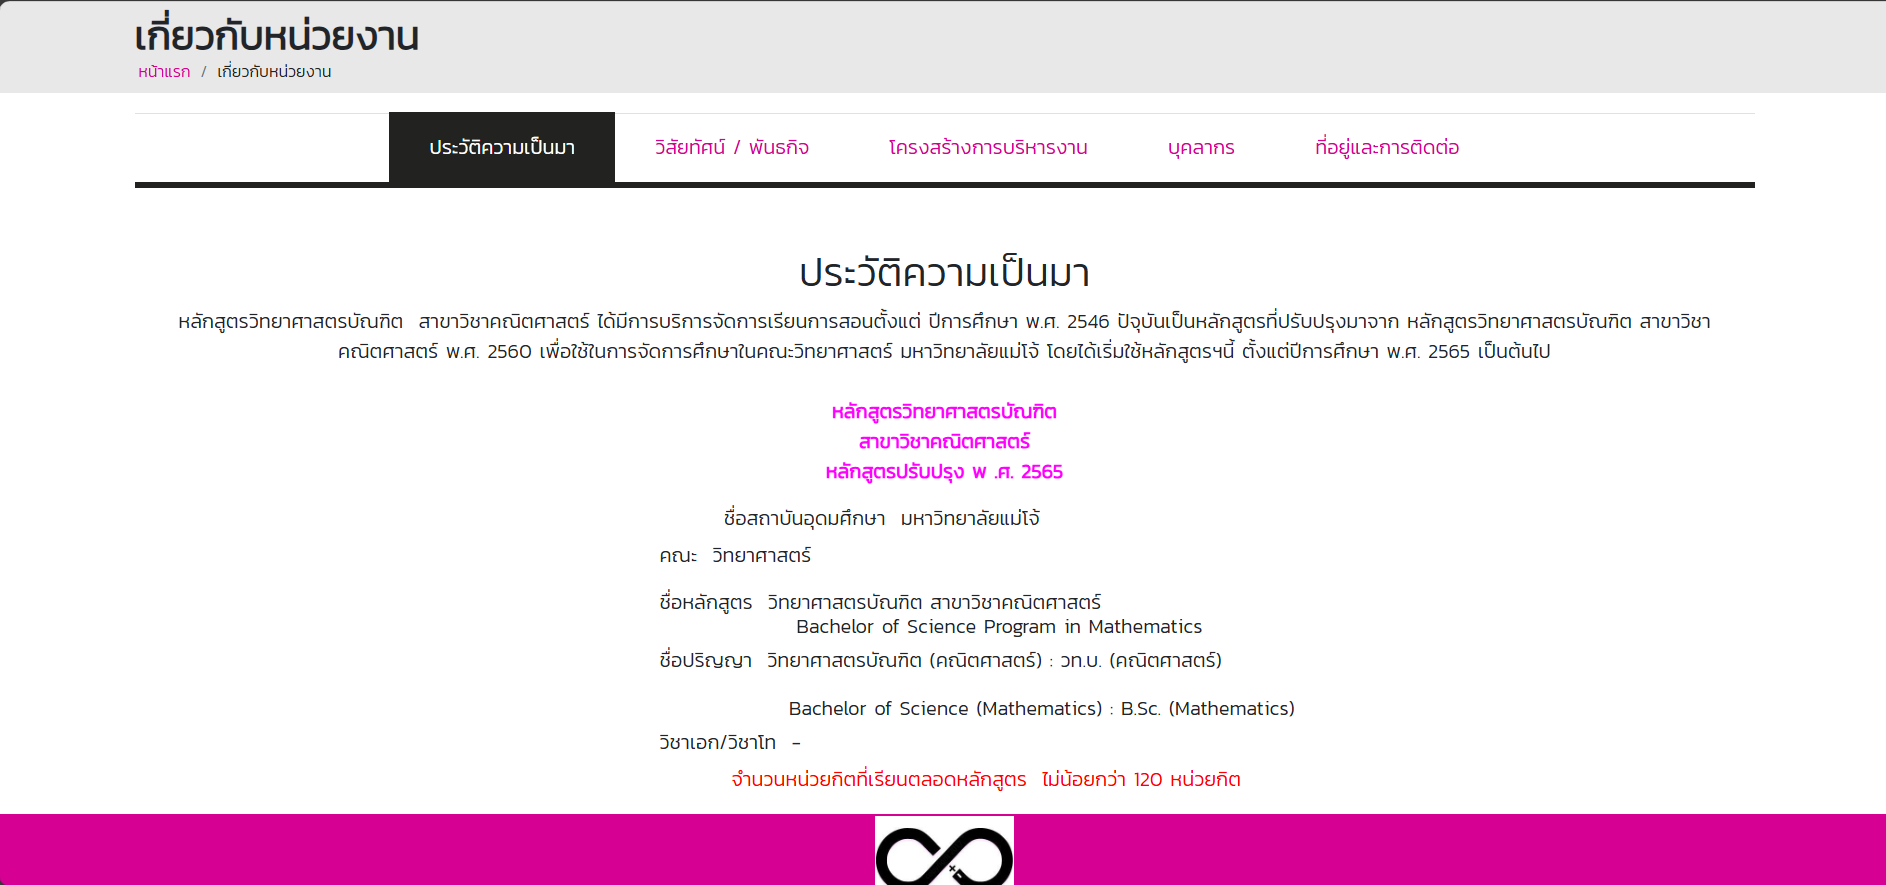 เกี่ยวกับหน่วยงาน
หน้าแรก / เกี่ยวกับหน่วยงาน
ประวัติความเป็นมา วิสัยทัศน์ / พันธกิจ โครงสร้างการบริหารงาน บุคลากร ที่อยู่และการติดต่อ
ประวัติความเป็นมา
หลักสูตรวิทยาศาสตรบัณฑิต สาขาวิชาคณิตศาสตร์ ได้มีการบริการจัดการเรียนการสอนตั้งแต่ ปีการศึกษา พ.ศ. 2546 ปัจุบันเป็นหลักสูตรที่ปรับปรุงมาจาก หลักสูตรวิทยาศาสตรบัณฑิต สาขาวิชา
คณิตศาสตร์ พ.ศ. 2560 เพื่อใช้ในการจัดการศึกษาในคณะวิทยาศาสตร์ มหาวิทยาลัยแม่โจ้ โดยได้เริ่มใช้หลักสูตรฯนี้ ตั้งแต่ปีการศึกษา พ.ศ. 2565 เป็นต้นไป
หลักสูตรวิทยาศาสตรบัณฑิต
สาขาวิชาคณิตศาสตร์
หลักสูตรปรับปรุง พ .ศ. 2565
ชื่อสถาบันอุดมศึกษา มหาวิทยาลัยแม่โจ้
คณะ วิทยาศาสตร์
ชื่อหลักสูตร วิทยาศาสตรบัณฑิต สาขาวิชาคณิตศาสตร์
Bachelor of Science Program in Mathematics
ชื่อปริญญา วิทยาศาสตรบัณฑิต (คณิตศาสตร์) : วท.บ. (คณิตศาสตร์)
Bachelor of Science (Mathematics) : B.Sc. (Mathematics)
วิชาเอก/วิชาโท -
จำนวนหน่วยกิตที่เรียนตลอดหลักสูตร ไม่น้อยกว่า 120 หน่วยกิต